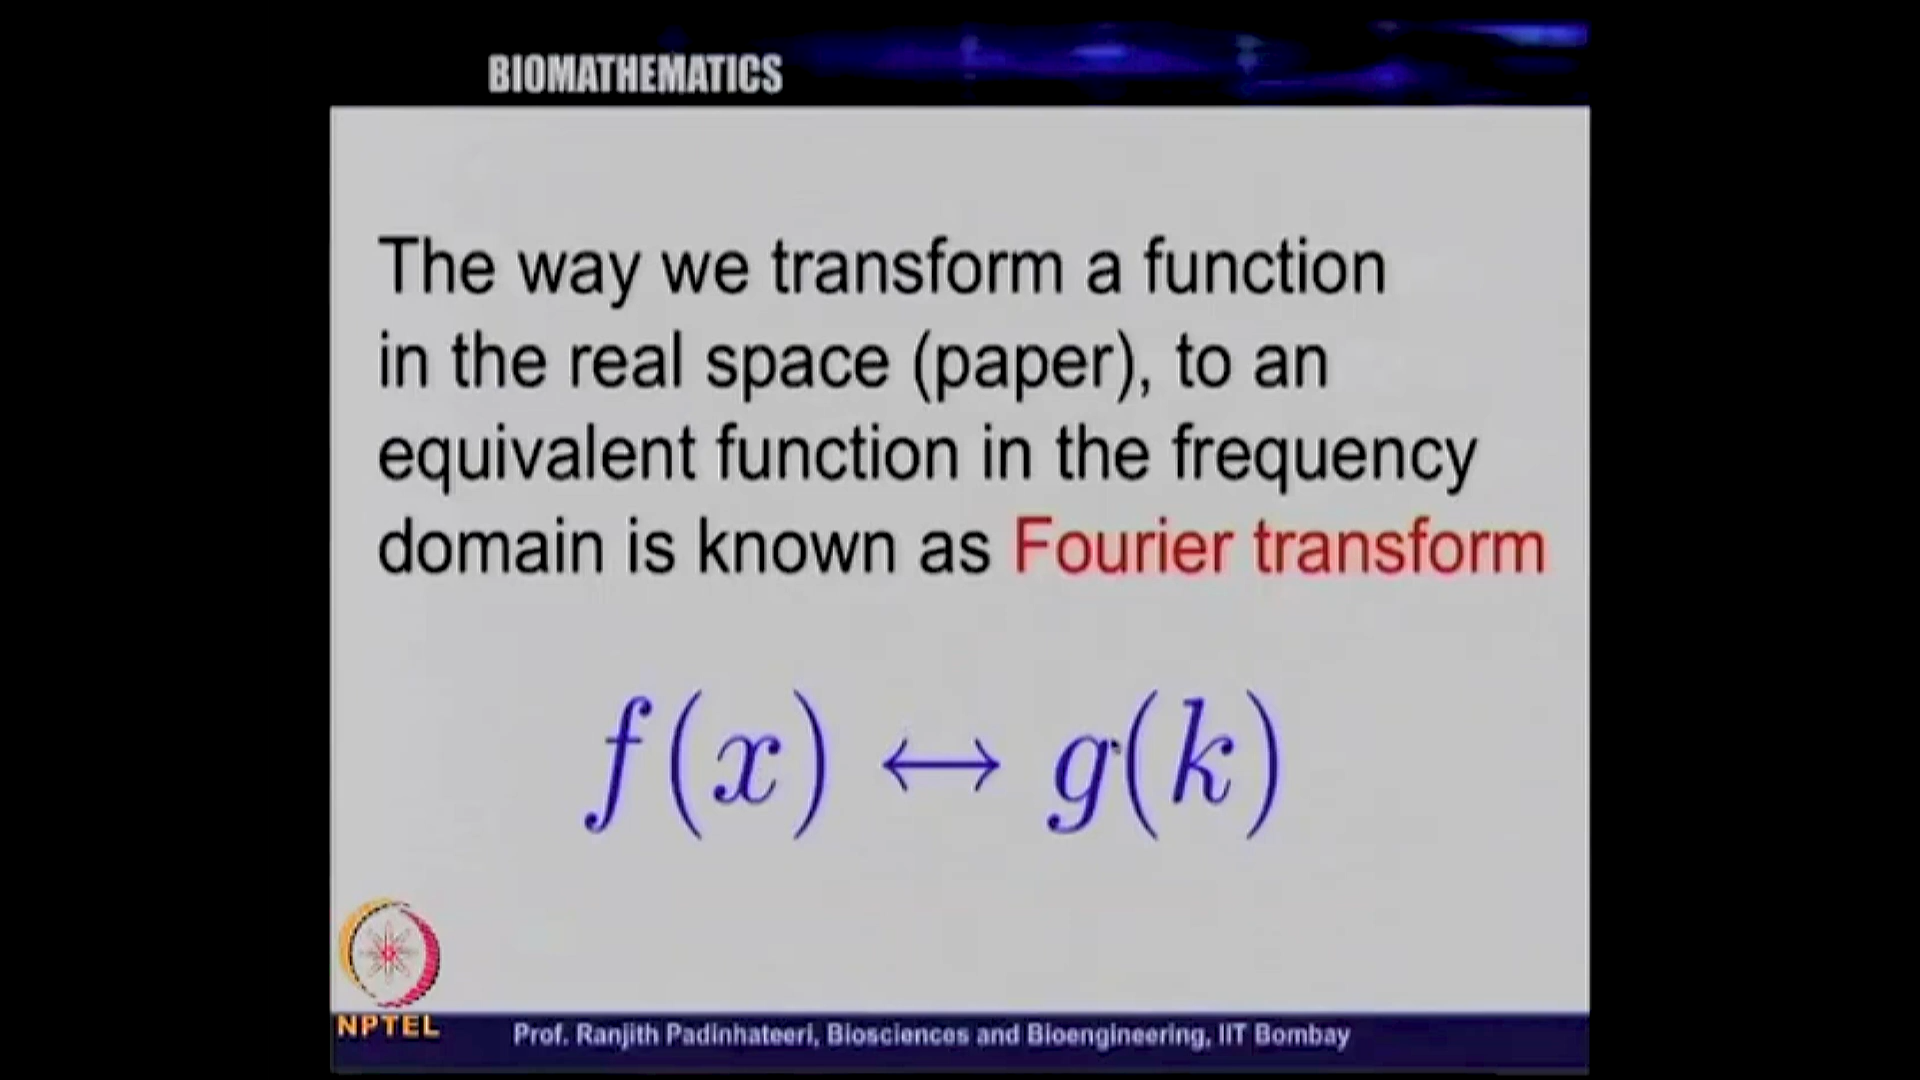 BIOMATHEMATICS
The way we transform a function
in the real space (paper), to an
equivalent function in the frequency
domain is known as Fourier transform
f(x) ↔ g(k)
NPTEL
Prof. Ranjith Padinhateeri, Biosciences and Bioengineering, IIT Bombay